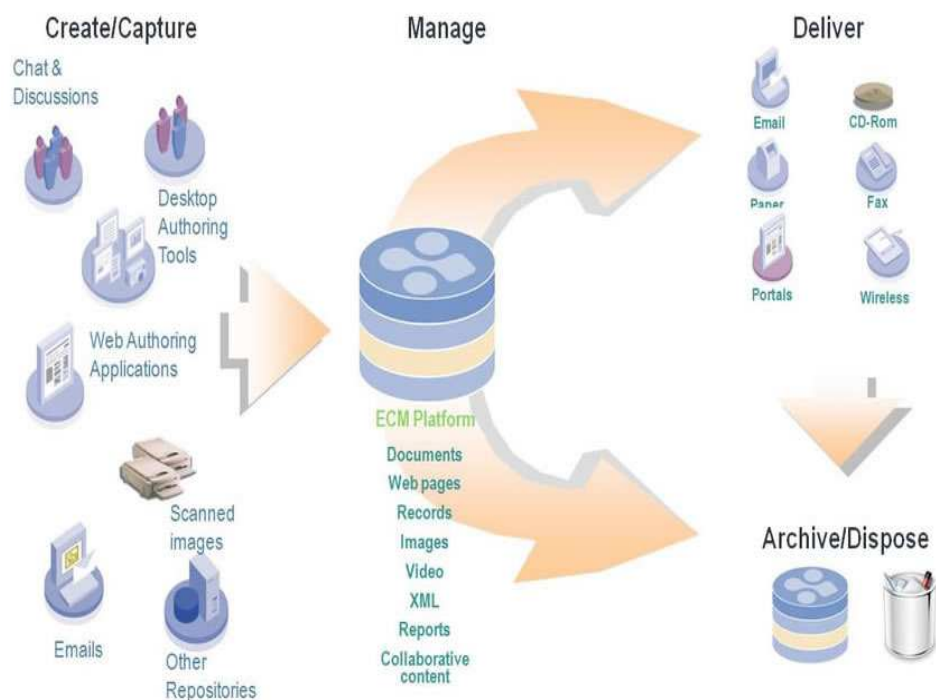 Create/Capture
Chat &
Discussions
Desktop
Authoring
Tools
Web Authoring
Applications
Scanned
images
Emails
Other
Repositories
Manage
ECM Platform
Documents
Web pages
Records
Images
Video
XML
Reports
Collaborative
content
Deliver
Email
CD-Rom
Paper
Fax
Portals
Wireless
Archive/Dispose